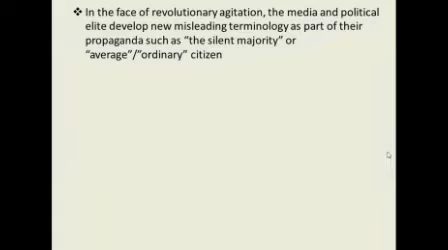 ❖ In the face of revolutionary agitation, the media and political
elite develop new misleading terminology as part of their
propaganda such as “the silent majority” or
“average”/“ordinary” citizen